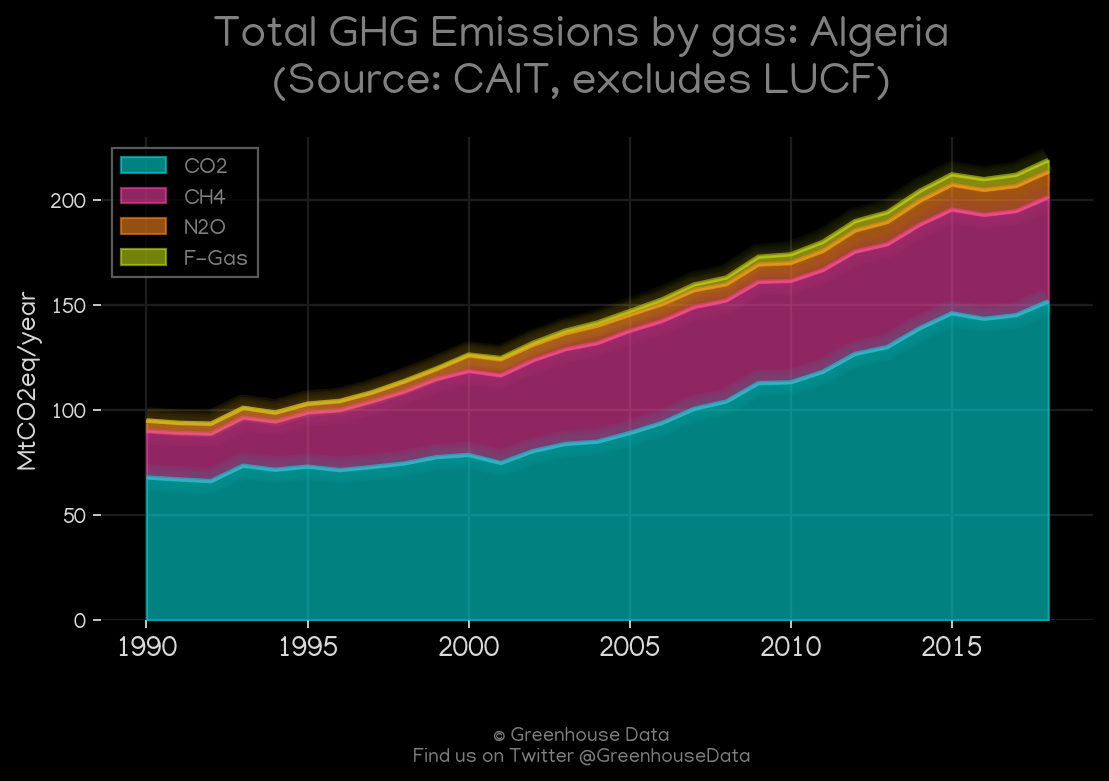 Total GHG Emissions by gas: Algeria
(Source: CAIT, excludes LUCF)
CO2
CH4
N2O
F-Gas
MtCO2eq/year
200
150
100
50
0
1990 1995 2000 2005 2010 2015
© Greenhouse Data
Find us on Twitter @GreenhouseData